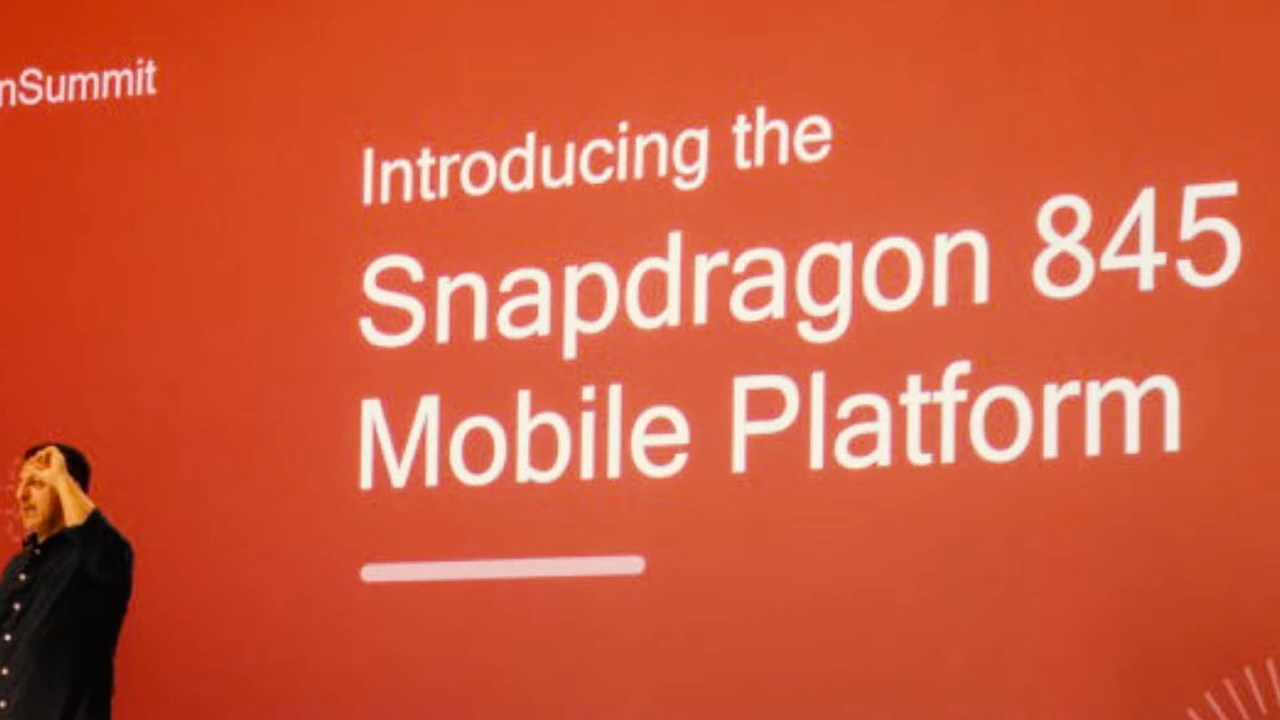 nSummit
Introducing the
Snapdragon 845
Mobile Platform